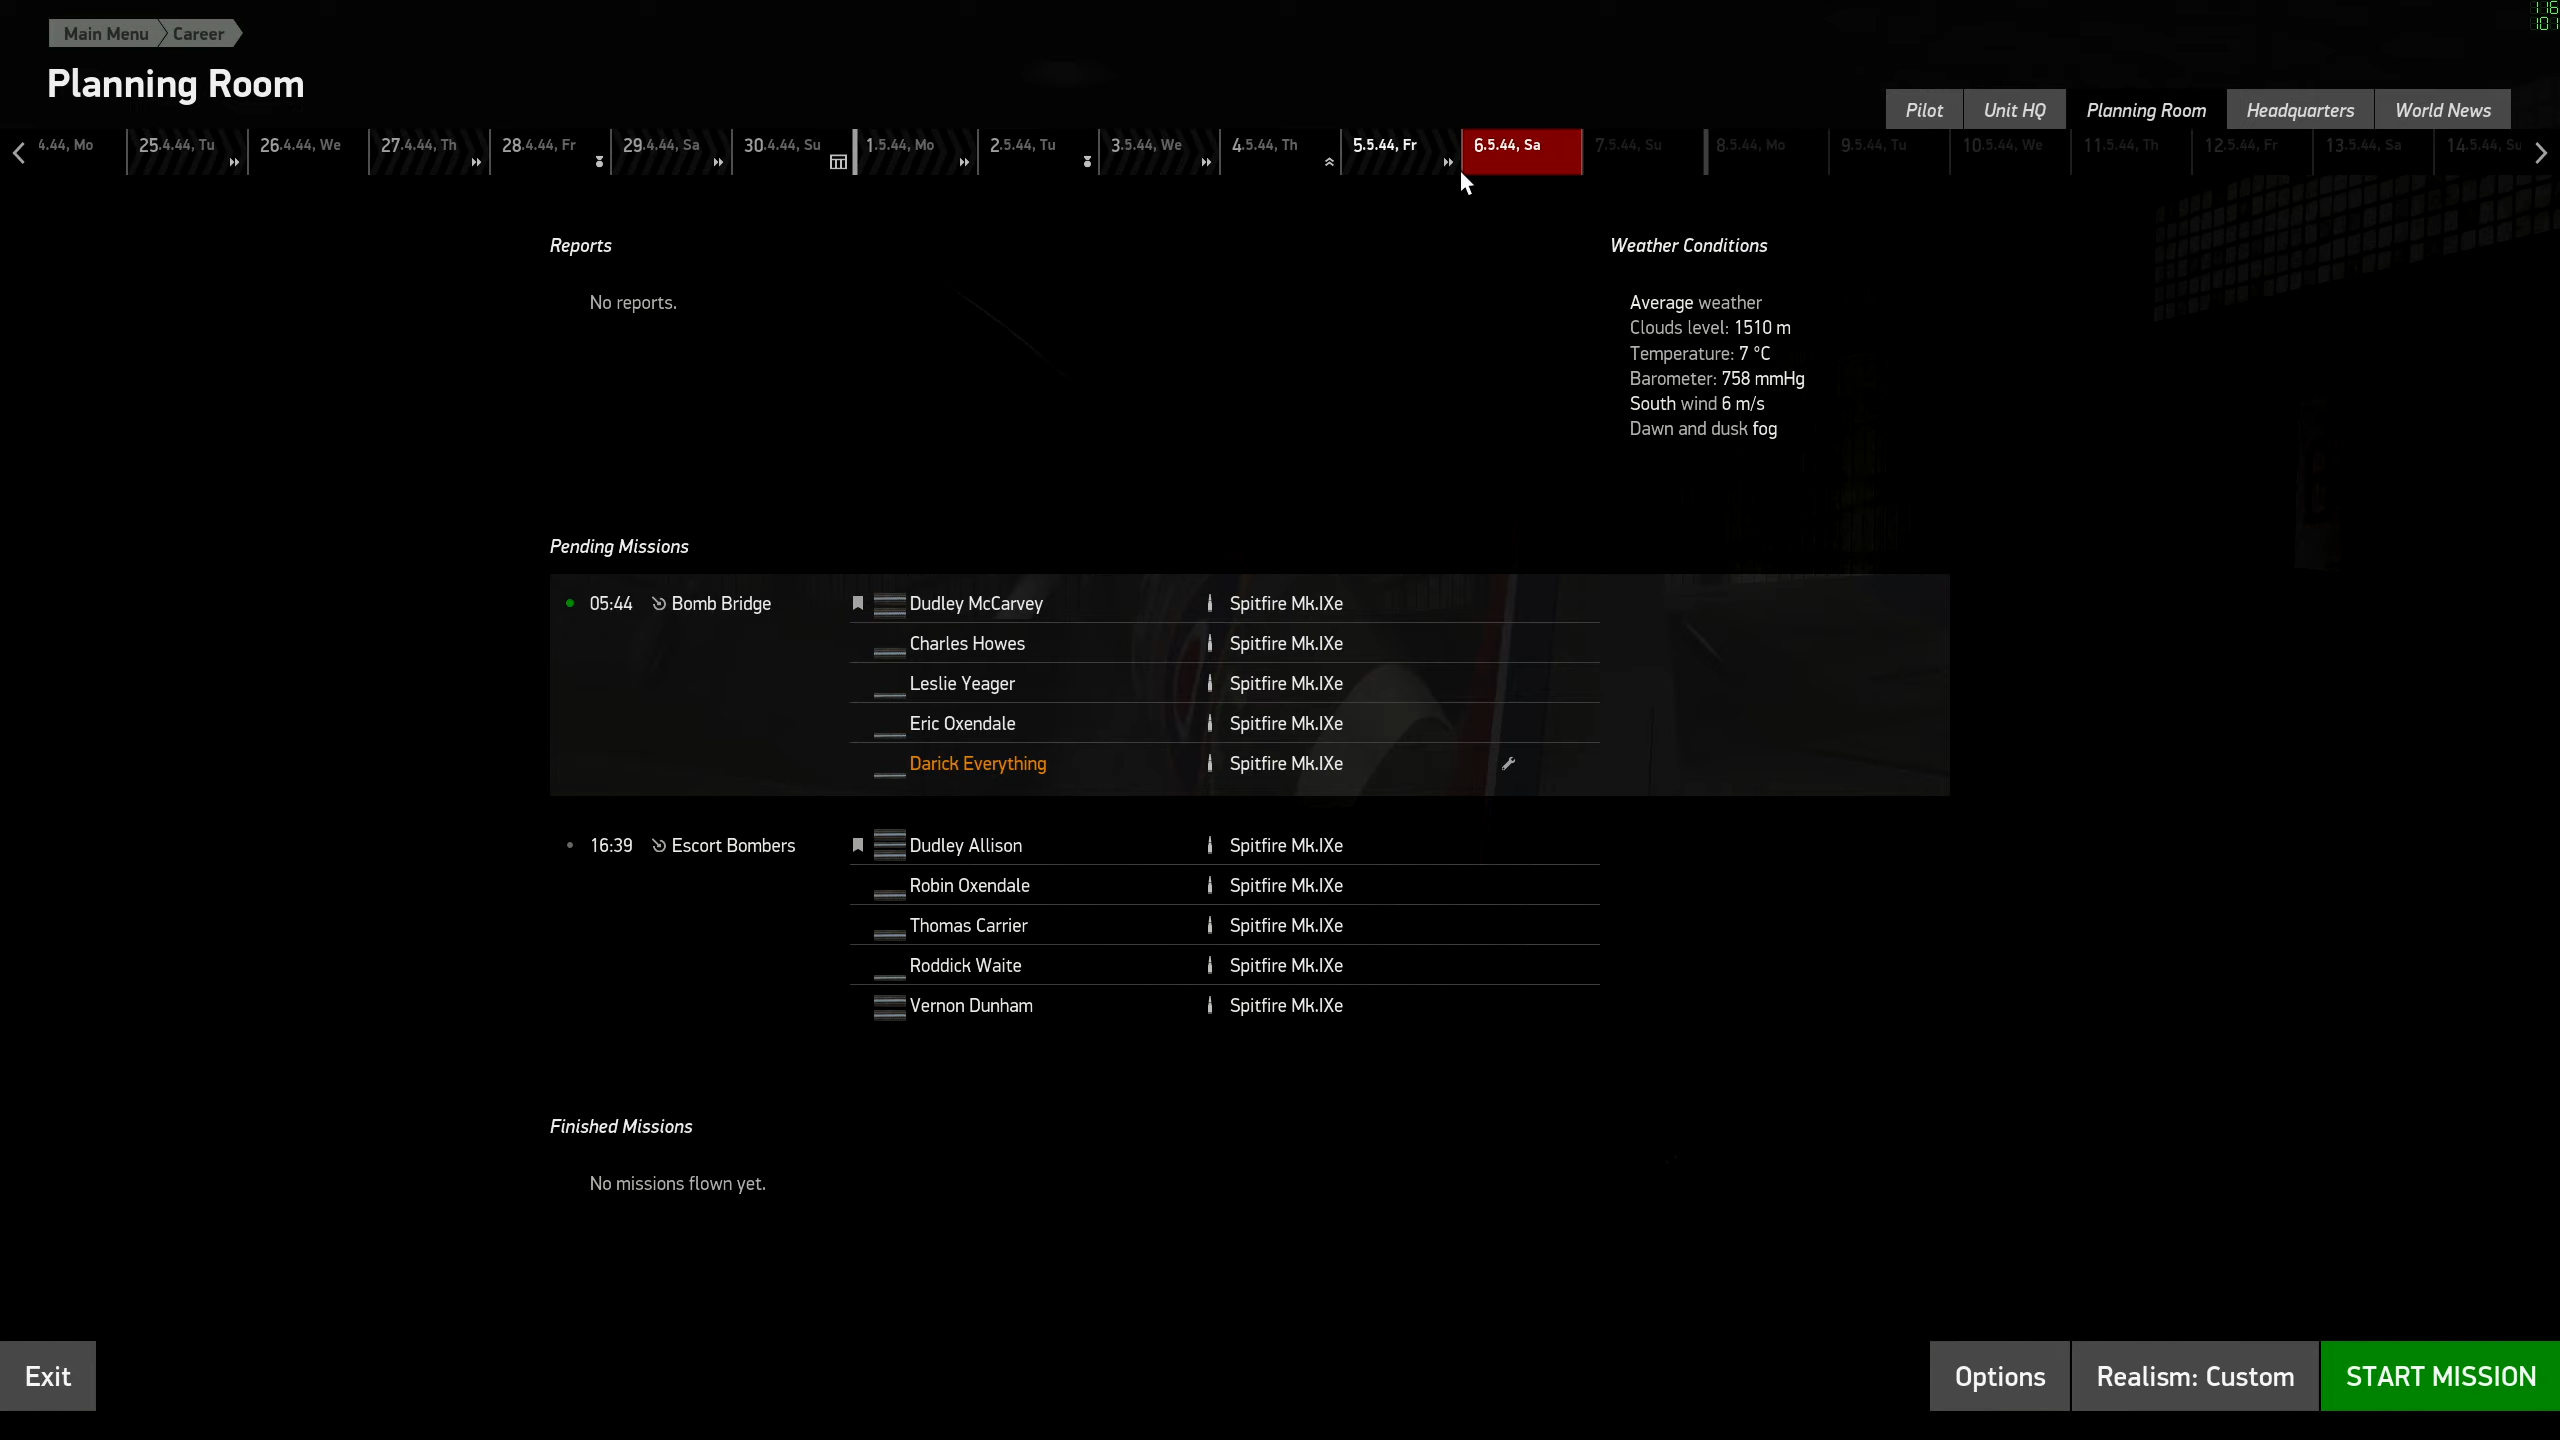 116
101
Main Menu
Career
Planning Room
Pilot
Unit HQ
Planning Room
Headquarters
World News
4.44, Mo
25.4.44, Tu
26.4.44, We
27.4.44, Th
28.4.44, Fr
29.4.44, Sa
30.4.44, Su
1.5.44, Mo
2.5.44, Tu
3.5.44, We
4.5.44, Th
5.5.44, Fr
6.5.44, Sa
7.5.44, Su
8.5.44, Mo
9.5.44, Tu
10.5.44, We
11.5.44, Th
12.5.44, Fr
13.5.44, Sa
14.5.44, Su
Reports
No reports.
Weather Conditions
Average weather
Clouds level: 1510 m
Temperature: 7 °C
Barometer: 758 mmHg
South wind 6 m/s
Dawn and dusk fog
Pending Missions
05:44 Bomb Bridge Dudley McCarvey Spitfire Mk.IXe
Charles Howes Spitfire Mk.IXe
Leslie Yeager Spitfire Mk.IXe
Eric Oxendale Spitfire Mk.IXe
Darick Everything Spitfire Mk.IXe
16:39 Escort Bombers Dudley Allison Spitfire Mk.IXe
Robin Oxendale Spitfire Mk.IXe
Thomas Carrier Spitfire Mk.IXe
Roddick Waite Spitfire Mk.IXe
Vernon Dunham Spitfire Mk.IXe
Finished Missions
No missions flown yet.
Exit
Options
Realism: Custom
START MISSION